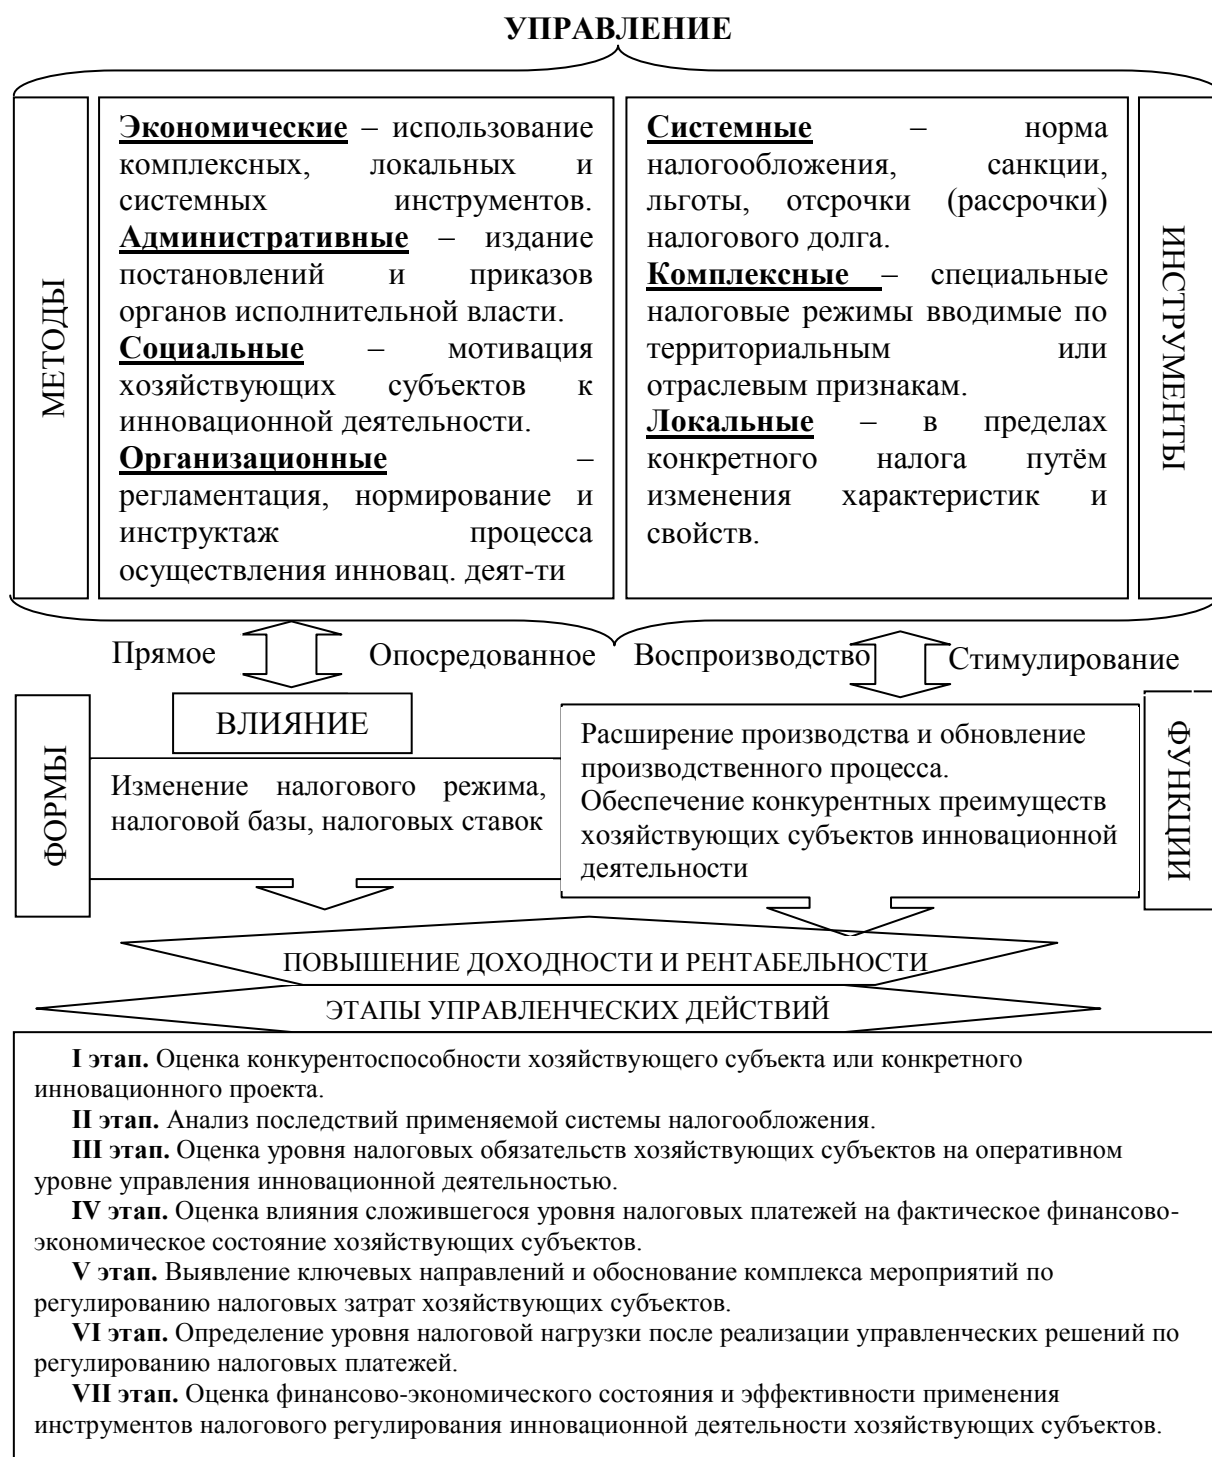 УПРАВЛЕНИЕ
МЕТОДЫ
Экономические – использование
комплексных, локальных и
системных инструментов.
Административные – издание
постановлений и приказов
органов исполнительной власти.
Социальные – мотивация
хозяйствующих субъектов к
инновационной деятельности.
Организационные –
регламентация, нормирование и
инструктаж процесса
осуществления инновац. деят-ти
Системные – норма
налогообложения, санкции,
льготы, отсрочки (рассрочки)
налогового долга.
Комплексные – специальные
налоговые режимы вводимые по
территориальным или
отраслевым признакам.
Локальные – в пределах
конкретного налога путём
изменения характеристик и
свойств.
ИНСТРУМЕНТЫ
Прямое
Опосредованное
Воспроизводство
Стимулирование
ВЛИЯНИЕ
ФОРМЫ
Изменение налогового режима,
налоговой базы, налоговых ставок
Расширение производства и обновление
производственного процесса.
Обеспечение конкурентных преимуществ
хозяйствующих субъектов инновационной
деятельности
ФУНКЦИИ
ПОВЫШЕНИЕ ДОХОДНОСТИ И РЕНТАБЕЛЬНОСТИ
ЭТАПЫ УПРАВЛЕНЧЕСКИХ ДЕЙСТВИЙ
I этап. Оценка конкурентоспособности хозяйствующего субъекта или конкретного
инновационного проекта.
II этап. Анализ последствий применяемой системы налогообложения.
III этап. Оценка уровня налоговых обязательств хозяйствующих субъектов на оперативном
уровне управления инновационной деятельностью.
IV этап. Оценка влияния сложившегося уровня налоговых платежей на фактическое финансово-
экономическое состояние хозяйствующих субъектов.
V этап. Выявление ключевых направлений и обоснование комплекса мероприятий по
регулированию налоговых затрат хозяйствующих субъектов.
VI этап. Определение уровня налоговой нагрузки после реализации управленческих решений по
регулированию налоговых платежей.
VII этап. Оценка финансово-экономического состояния и эффективности применения
инструментов налогового регулирования инновационной деятельности хозяйствующих субъектов.